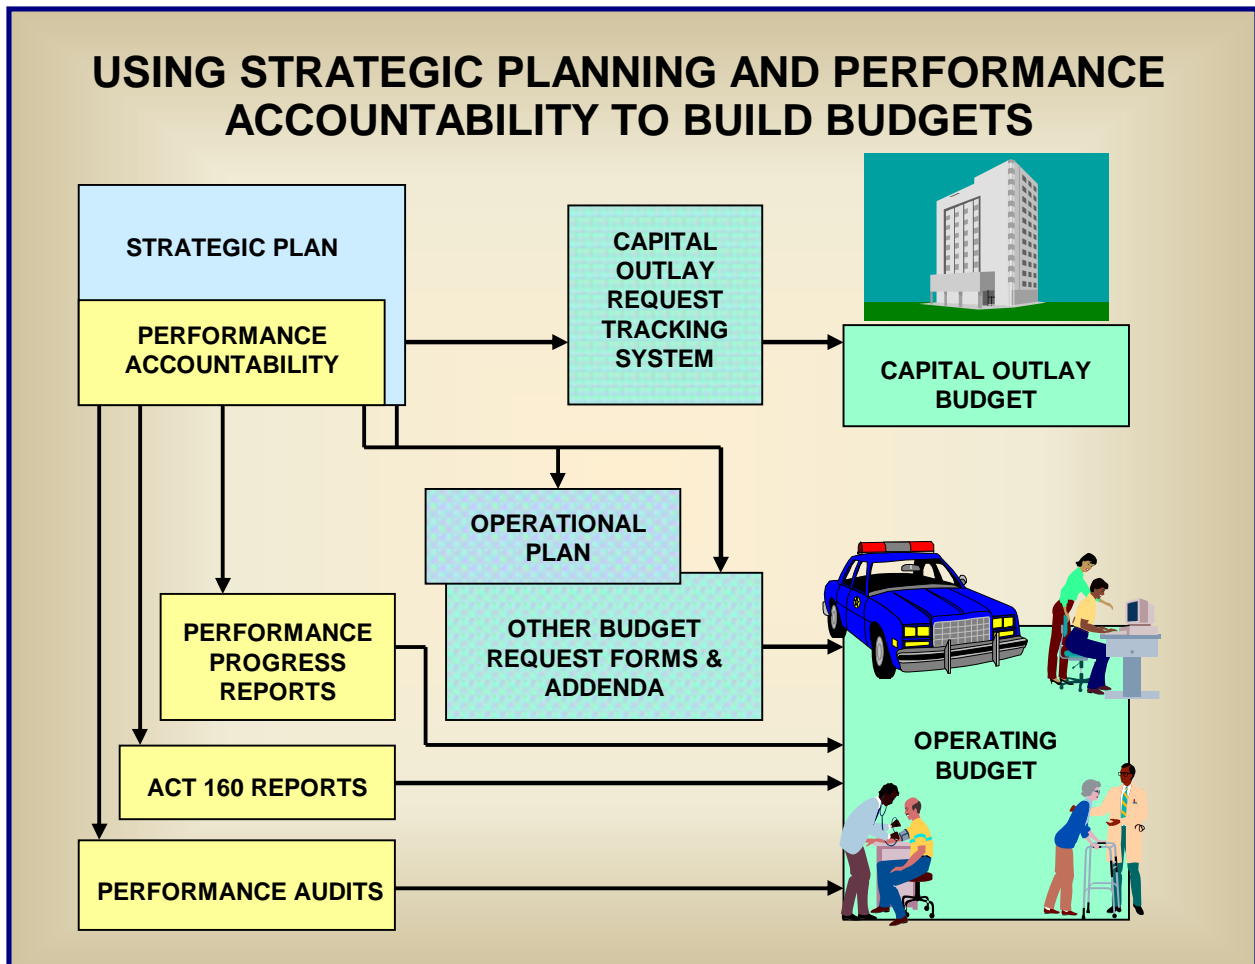 USING STRATEGIC PLANNING AND PERFORMANCE
ACCOUNTABILITY TO BUILD BUDGETS
STRATEGIC PLAN
PERFORMANCE
ACCOUNTABILITY
CAPITAL
OUTLAY
REQUEST
TRACKING
SYSTEM
CAPITAL OUTLAY
BUDGET
OPERATIONAL
PLAN
OTHER BUDGET
REQUEST FORMS &
ADDENDA
PERFORMANCE
PROGRESS
REPORTS
ACT 160 REPORTS
PERFORMANCE AUDITS
OPERATING
BUDGET